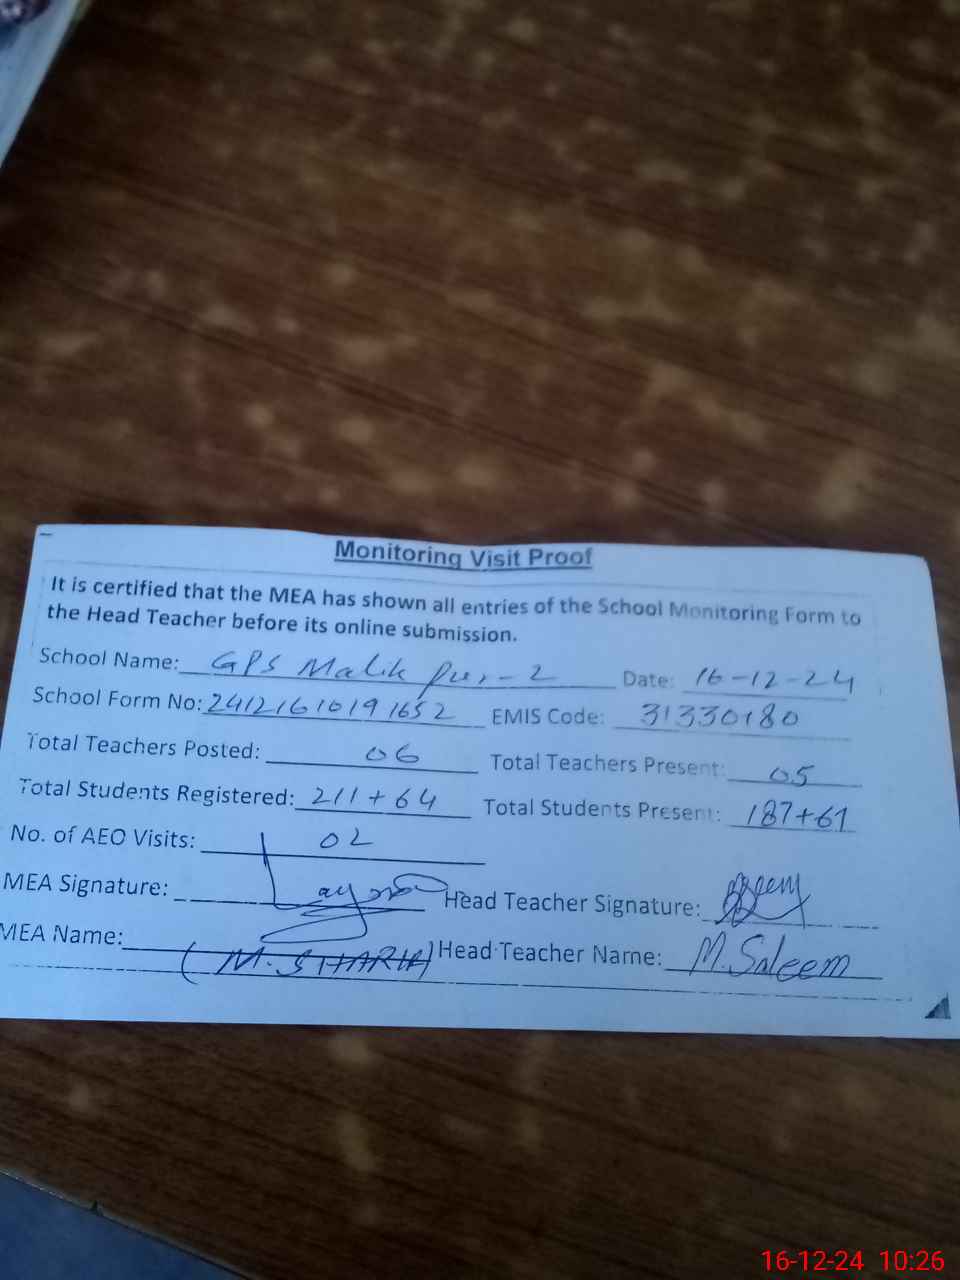 Monitoring Visit Proof
It is certified that the MEA has shown all entries of the School Monitoring Form to
the Head Teacher before its online submission.
School Name: GPS Malik Pur-2 Date: 16-12-24
School Form No: 24121610191652 EMIS Code: 31330180
Total Teachers Posted: 06 Total Teachers Present: 05
Total Students Registered: 211+64 Total Students Present: 187+61
No. of AEO Visits: 02
MEA Signature: Head Teacher Signature:
MEA Name: (M. SHARIF) Head Teacher Name: M. Saleem
16-12-24 10:26